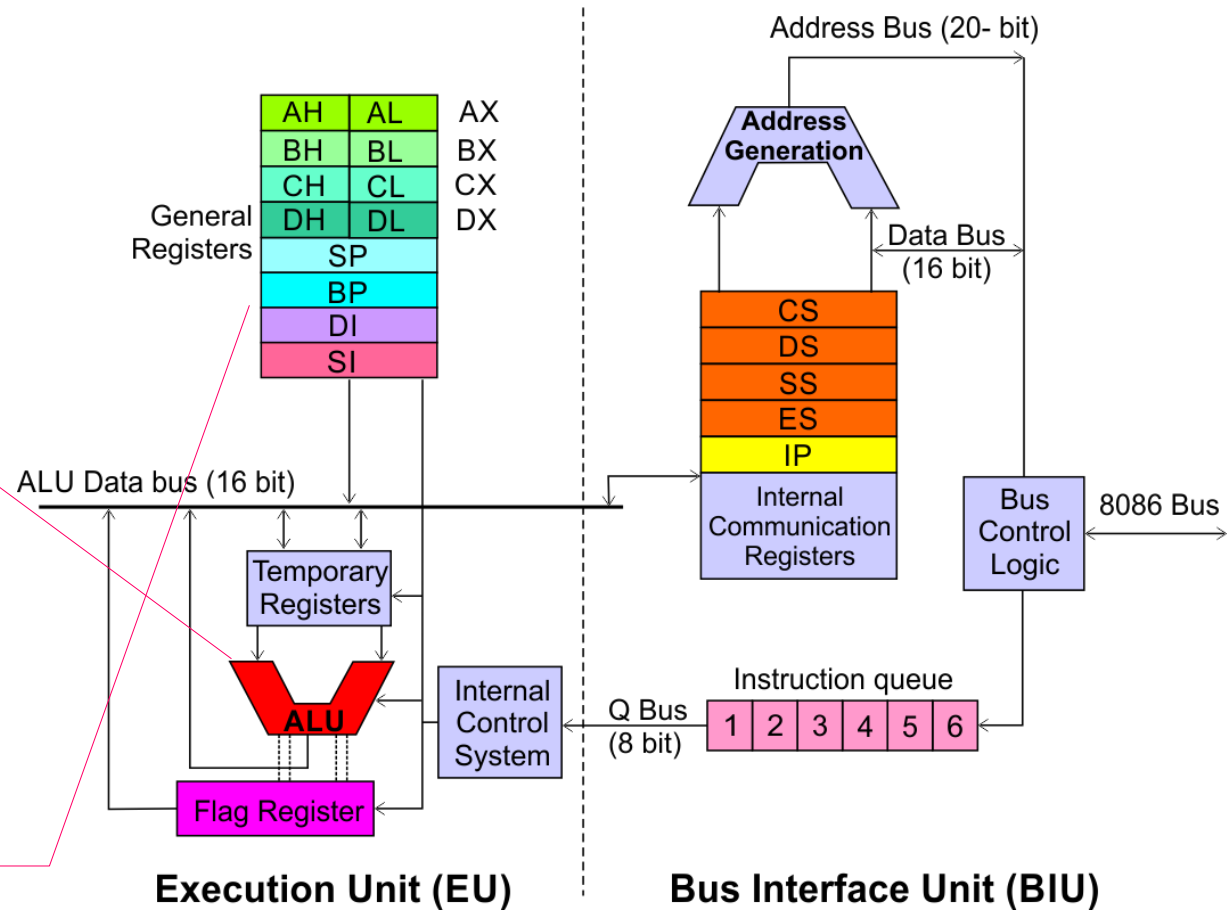 Address Bus (20- bit)
Address
Generation
AH AL AX
BH BL BX
CH CL CX
DH DL DX
General
Registers
SP
BP
DI
SI
Data Bus
(16 bit)
CS
DS
SS
ES
IP
Internal
Communication
Registers
ALU Data bus (16 bit)
Bus
Control
Logic
8086 Bus
Temporary
Registers
ALU
Internal
Control
System
Q Bus
(8 bit)
Instruction queue
1 2 3 4 5 6
Flag Register
Execution Unit (EU)
Bus Interface Unit (BIU)